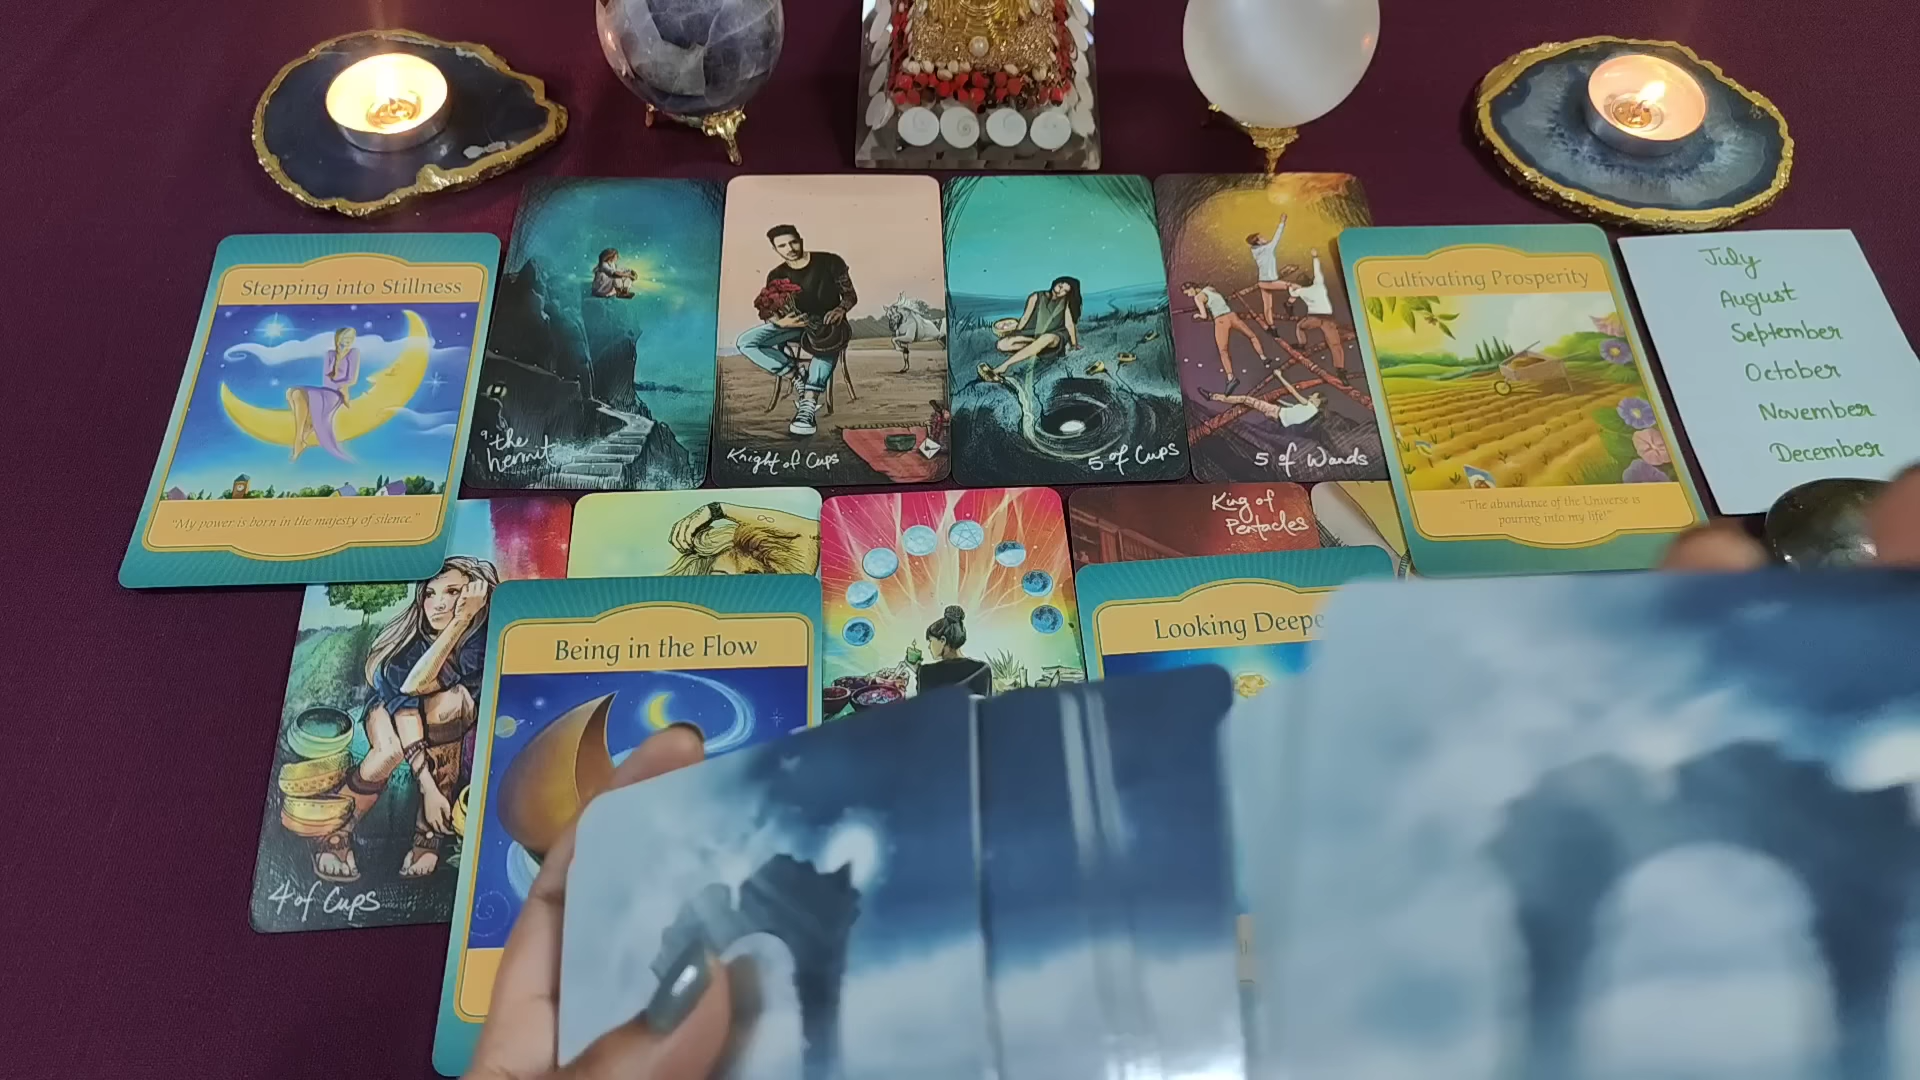 Stepping into Stillness
"My power is born in the majesty of silence."
9 the
hermit
Knight of Cups
5 of Cups
5 of Wands
Cultivating Prosperity
"The abundance of the Universe is
pouring into my life!"
July
August
September
October
November
December
King of
Pentacles
4 of Cups
Being in the Flow
Looking Deepe